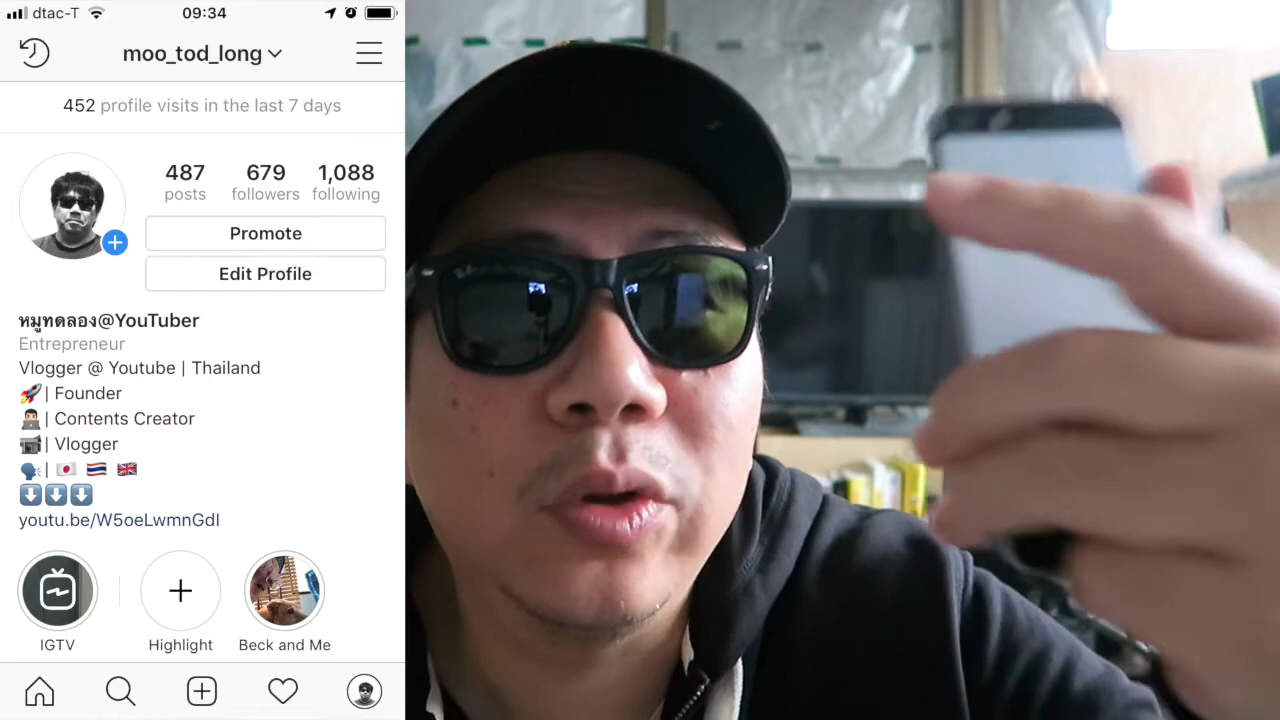 dtac-T
09:34
moo_tod_long
452 profile visits in the last 7 days
487 679 1,088
posts followers following
Promote
Edit Profile
หมูทดลอง@YouTuber
Entrepreneur
Vlogger @ Youtube | Thailand
🚀| Founder
👨🏻‍💻| Contents Creator
📹| Vlogger
🗣| 🇯🇵 🇹🇭 🇬🇧
⬇️⬇️⬇️
youtu.be/W5oeLwmnGdI
IGTV
Highlight
Beck and Me